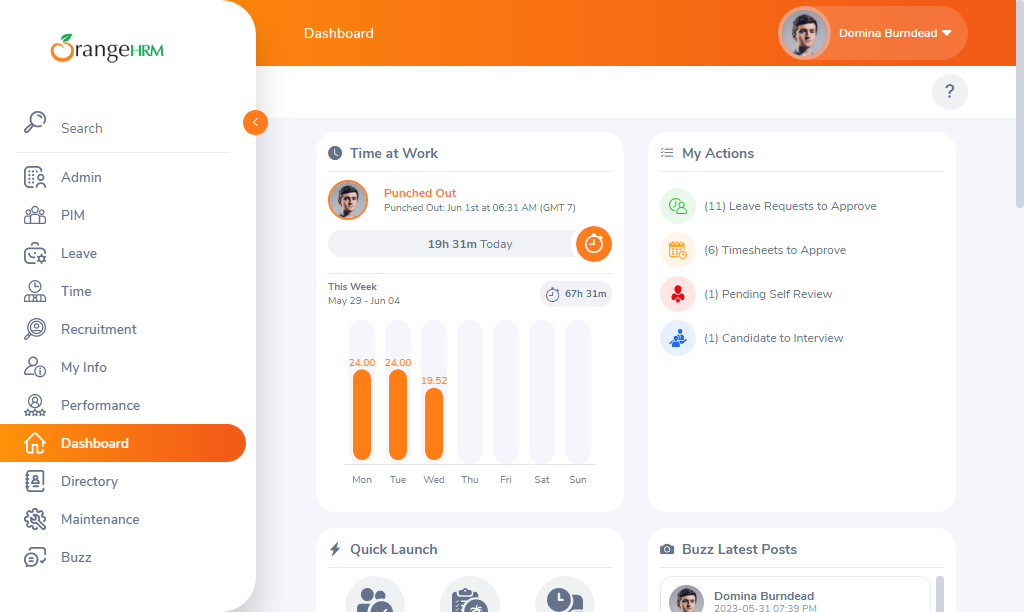 OrangeHRM
Search
Admin
PIM
Leave
Time
Recruitment
My Info
Performance
Dashboard
Directory
Maintenance
Buzz
Dashboard
Domina Burndead
?
Time at Work
Punched Out
Punched Out: Jun 1st at 06:31 AM (GMT 7)
19h 31m Today
This Week
May 29 - Jun 04
67h 31m
24.00 24.00 19.52
Mon Tue Wed Thu Fri Sat Sun
My Actions
(11) Leave Requests to Approve
(6) Timesheets to Approve
(1) Pending Self Review
(1) Candidate to Interview
Quick Launch
Buzz Latest Posts
Domina Burndead
2023-05-31 07:39 PM